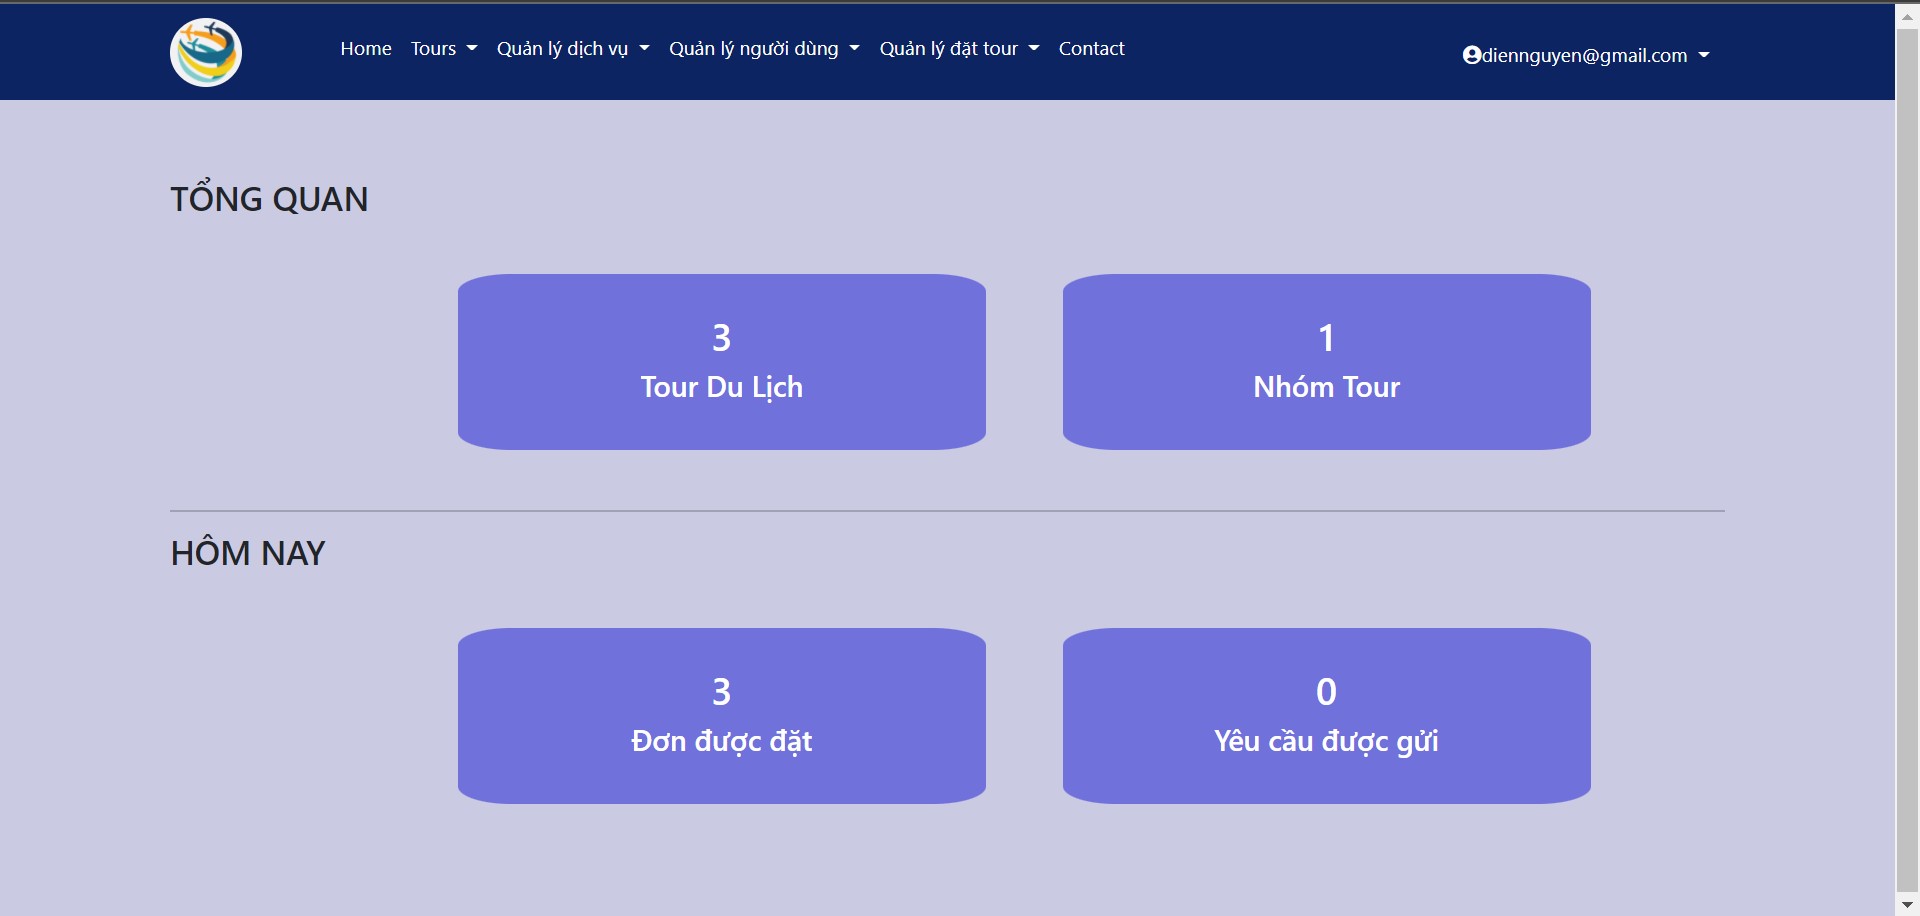 Home Tours Quản lý dịch vụ Quản lý người dùng Quản lý đặt tour Contact diennguyen@gmail.com
TỔNG QUAN
3
Tour Du Lịch
1
Nhóm Tour
HÔM NAY
3
Đơn được đặt
0
Yêu cầu được gửi